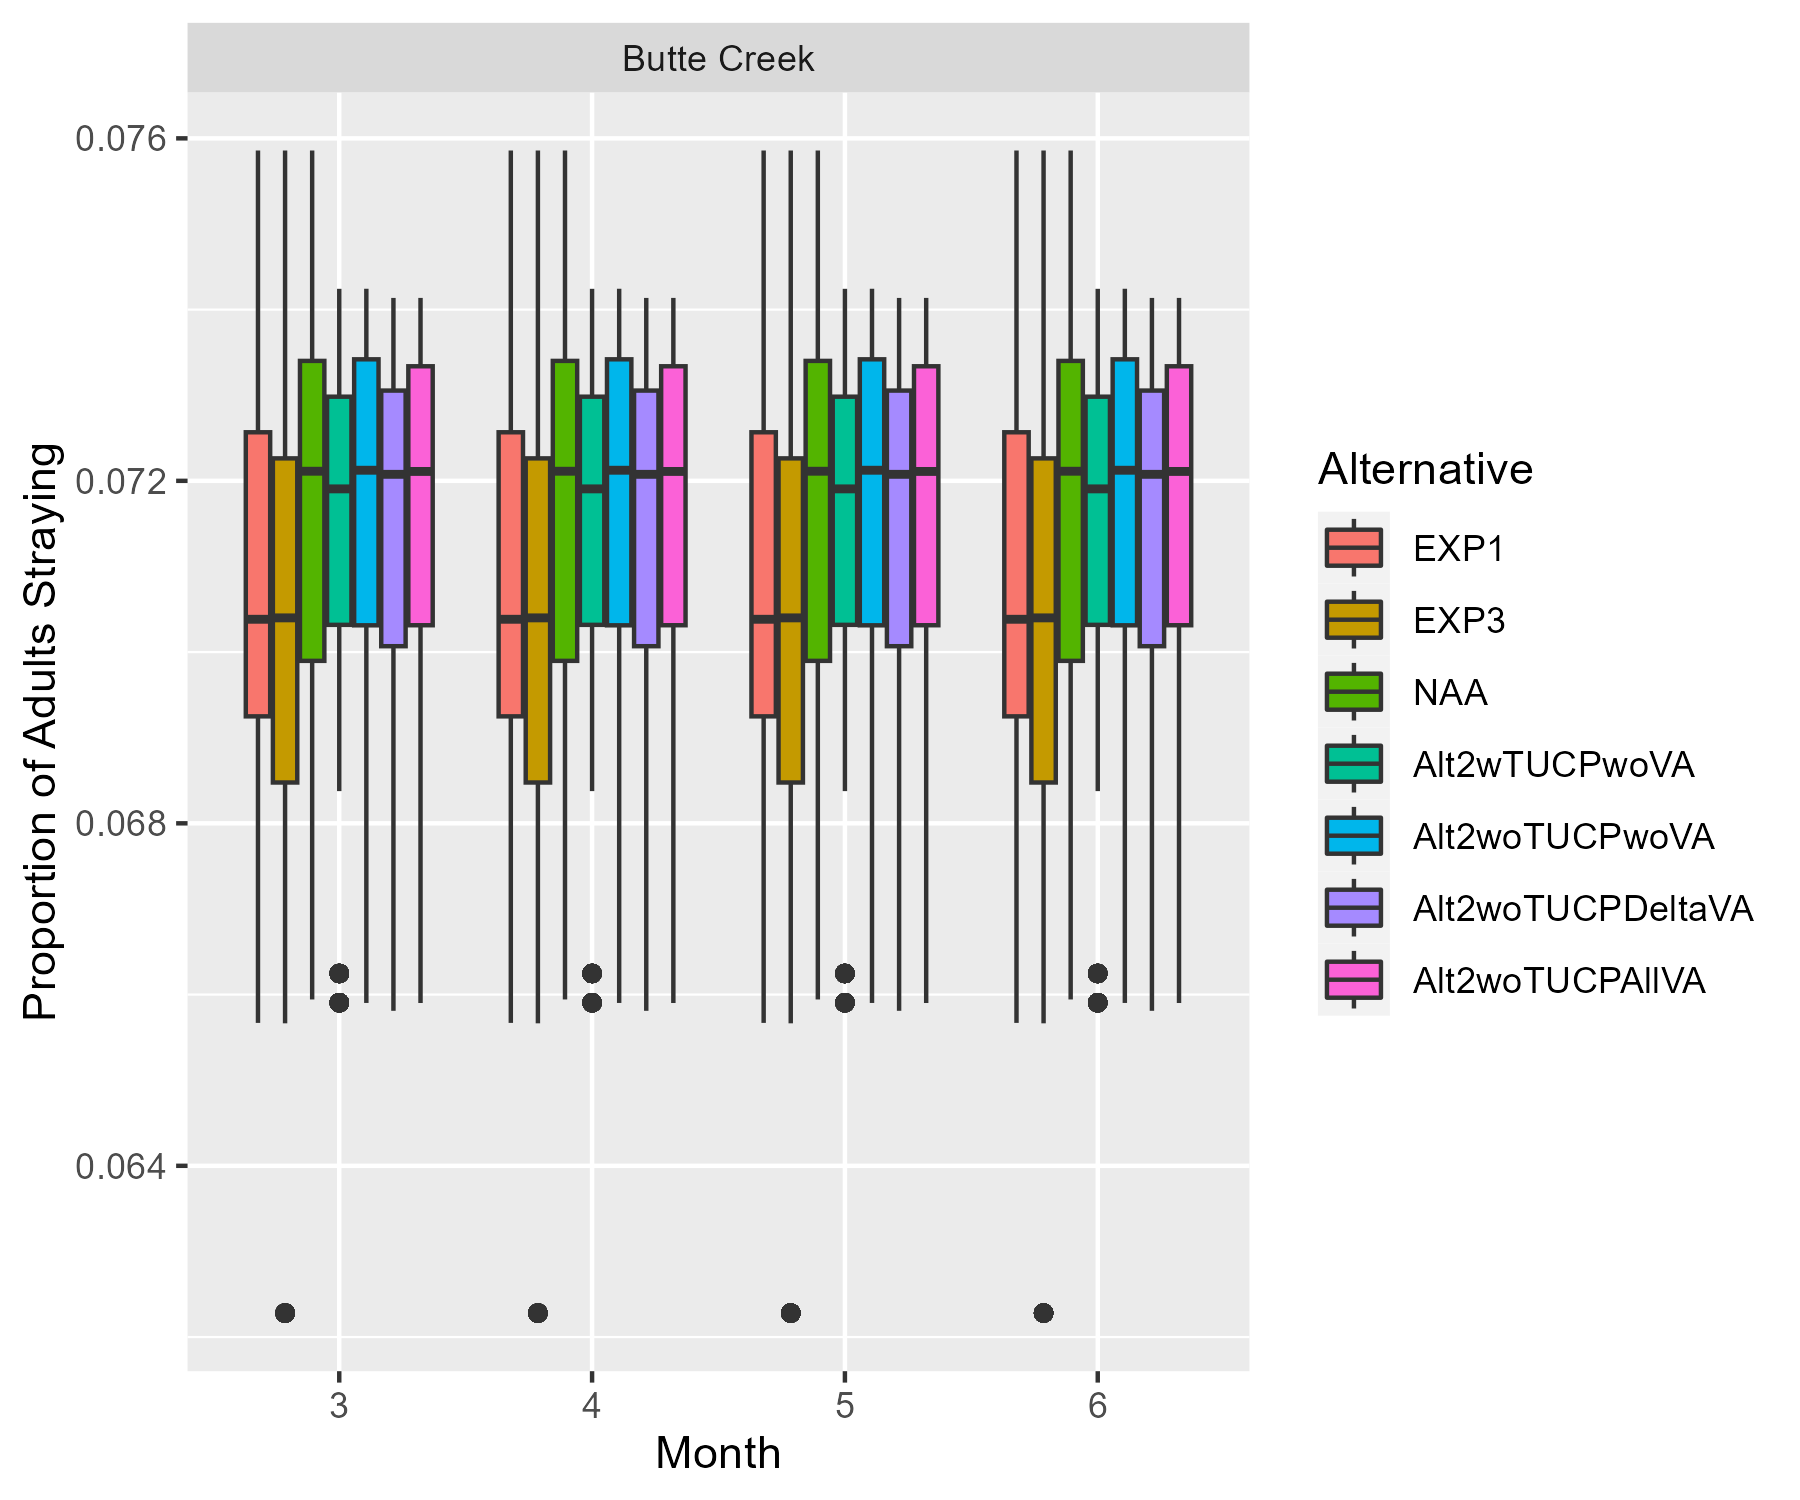 Butte Creek
0.076
0.072
0.068
0.064
Proportion of Adults Straying
3 4 5 6
Month
Alternative
EXP1
EXP3
NAA
Alt2wTUCPwoVA
Alt2woTUCPwoVA
Alt2woTUCPDeltaVA
Alt2woTUCPAllVA